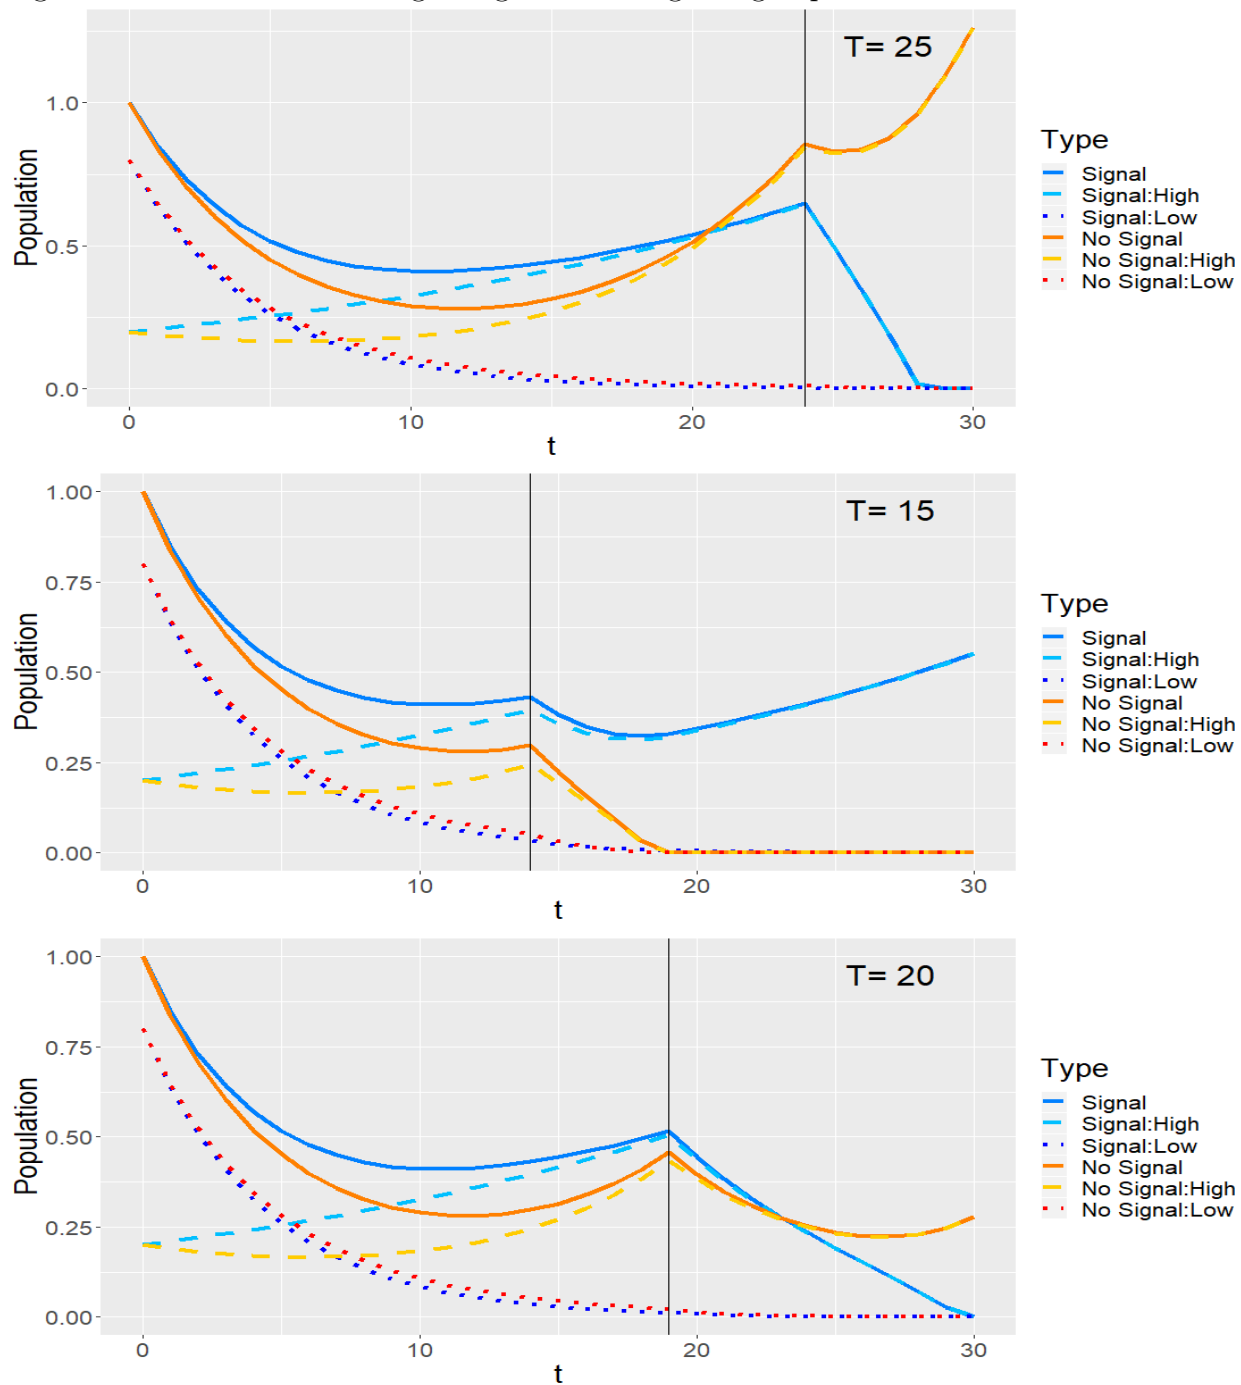 T= 25
Population
1.0
0.5
0.0
0
10
20
30
t
Type
Signal
Signal:High
Signal:Low
No Signal
No Signal:High
No Signal:Low
T= 15
Population
1.00
0.75
0.50
0.25
0.00
0
10
20
30
t
Type
Signal
Signal:High
Signal:Low
No Signal
No Signal:High
No Signal:Low
T= 20
Population
1.00
0.75
0.50
0.25
0.00
0
10
20
30
t
Type
Signal
Signal:High
Signal:Low
No Signal
No Signal:High
No Signal:Low